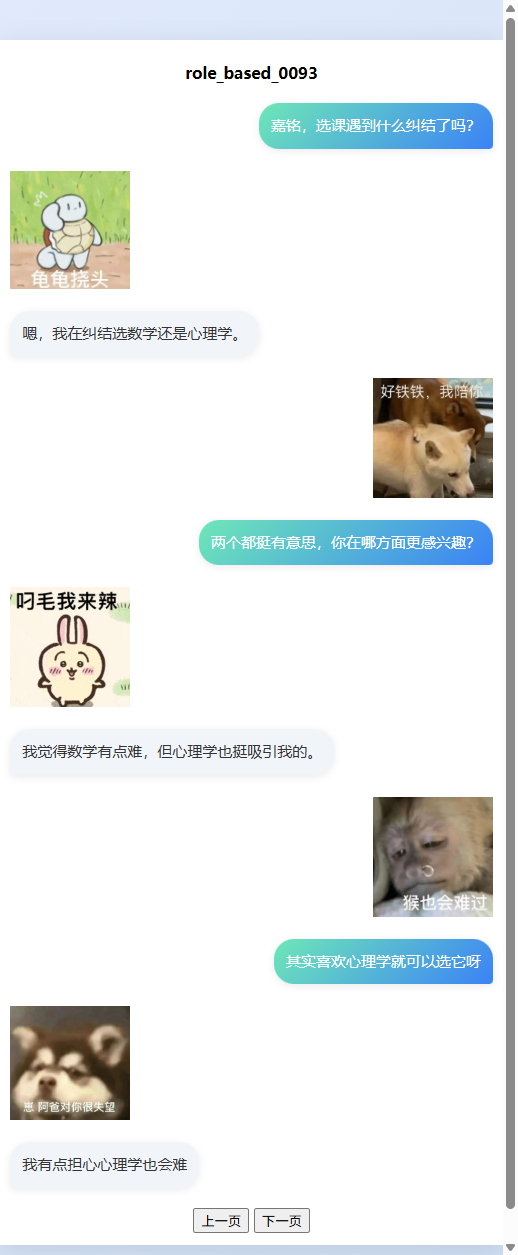 role_based_0093
嘉铭，选课遇到什么纠结了吗？
龟龟挠头
嗯，我在纠结选数学还是心理学。
好铁铁，我陪你
两个都挺有意思，你在哪方面更感兴趣？
叼毛我来辣
我觉得数学有点难，但心理学也挺吸引我的。
猴也会难过
其实喜欢心理学就可以选它呀
崽 阿爸对你很失望
我有点担心心理学也会难
上一页 下一页